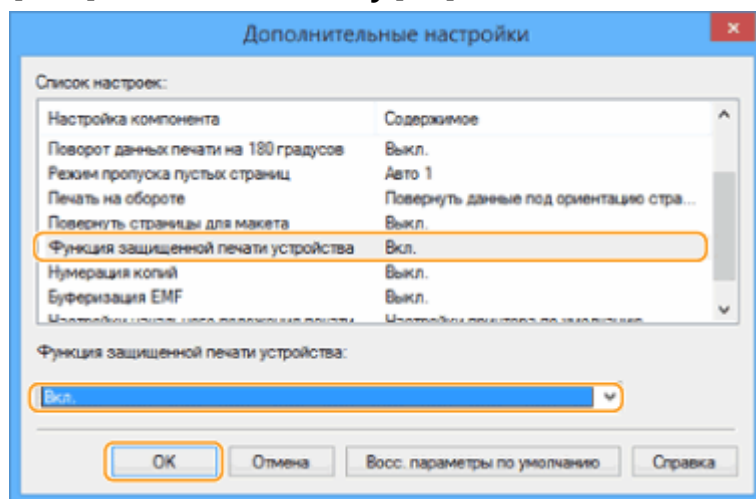 Дополнительные настройки
Список настроек:
Настройка компонента Содержимое
Поворот данных печати на 180 градусов Выкл.
Режим пропуска пустых страниц Авто 1
Печать на обороте Повернуть данные под ориентацию стра...
Повернуть страницы для макета Выкл.
Функция защищенной печати устройства Вкл.
Нумерация копий Выкл.
Буферизация EMF Выкл.
Функция защищенной печати устройства:
Вкл.
OK Отмена Восс. параметры по умолчанию Справка